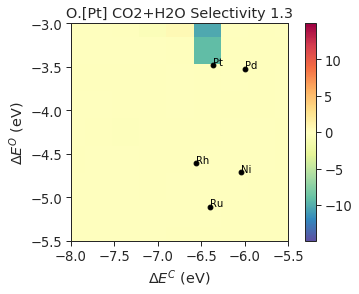 O.[Pt] CO2+H2O Selectivity 1.3
−3.0
−3.5
−4.0
−4.5
−5.0
−5.5
ΔE^O (eV)
Pt
Pd
Rh
Ni
Ru
−8.0 −7.5 −7.0 −6.5 −6.0 −5.5
ΔE^C (eV)
10
5
0
−5
−10